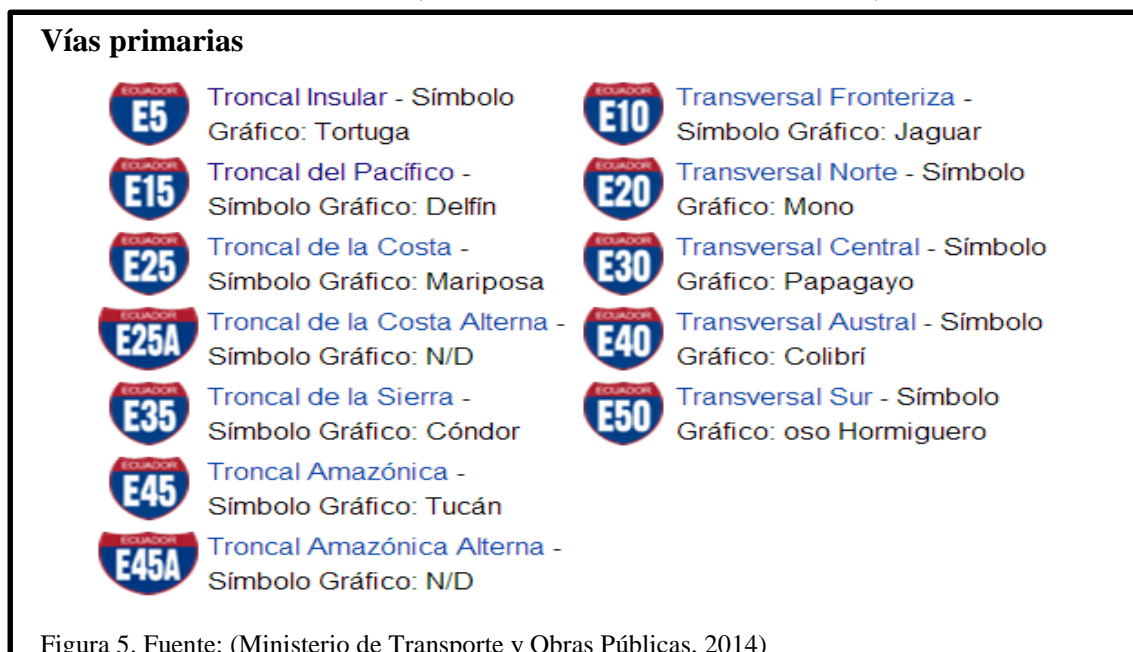 Vías primarias
ECUADOR
E5
Troncal Insular - Símbolo
Gráfico: Tortuga
ECUADOR
E15
Troncal del Pacífico -
Símbolo Gráfico: Delfín
ECUADOR
E25
Troncal de la Costa -
Símbolo Gráfico: Mariposa
ECUADOR
E25A
Troncal de la Costa Alterna -
Símbolo Gráfico: N/D
ECUADOR
E35
Troncal de la Sierra -
Símbolo Gráfico: Cóndor
ECUADOR
E45
Troncal Amazónica -
Símbolo Gráfico: Tucán
ECUADOR
E45A
Troncal Amazónica Alterna -
Símbolo Gráfico: N/D
ECUADOR
E10
Transversal Fronteriza -
Símbolo Gráfico: Jaguar
ECUADOR
E20
Transversal Norte - Símbolo
Gráfico: Mono
ECUADOR
E30
Transversal Central - Símbolo
Gráfico: Papagayo
ECUADOR
E40
Transversal Austral - Símbolo
Gráfico: Colibrí
ECUADOR
E50
Transversal Sur - Símbolo
Gráfico: oso Hormiguero
Figura 5. Fuente: (Ministerio de Transporte y Obras Públicas, 2014)